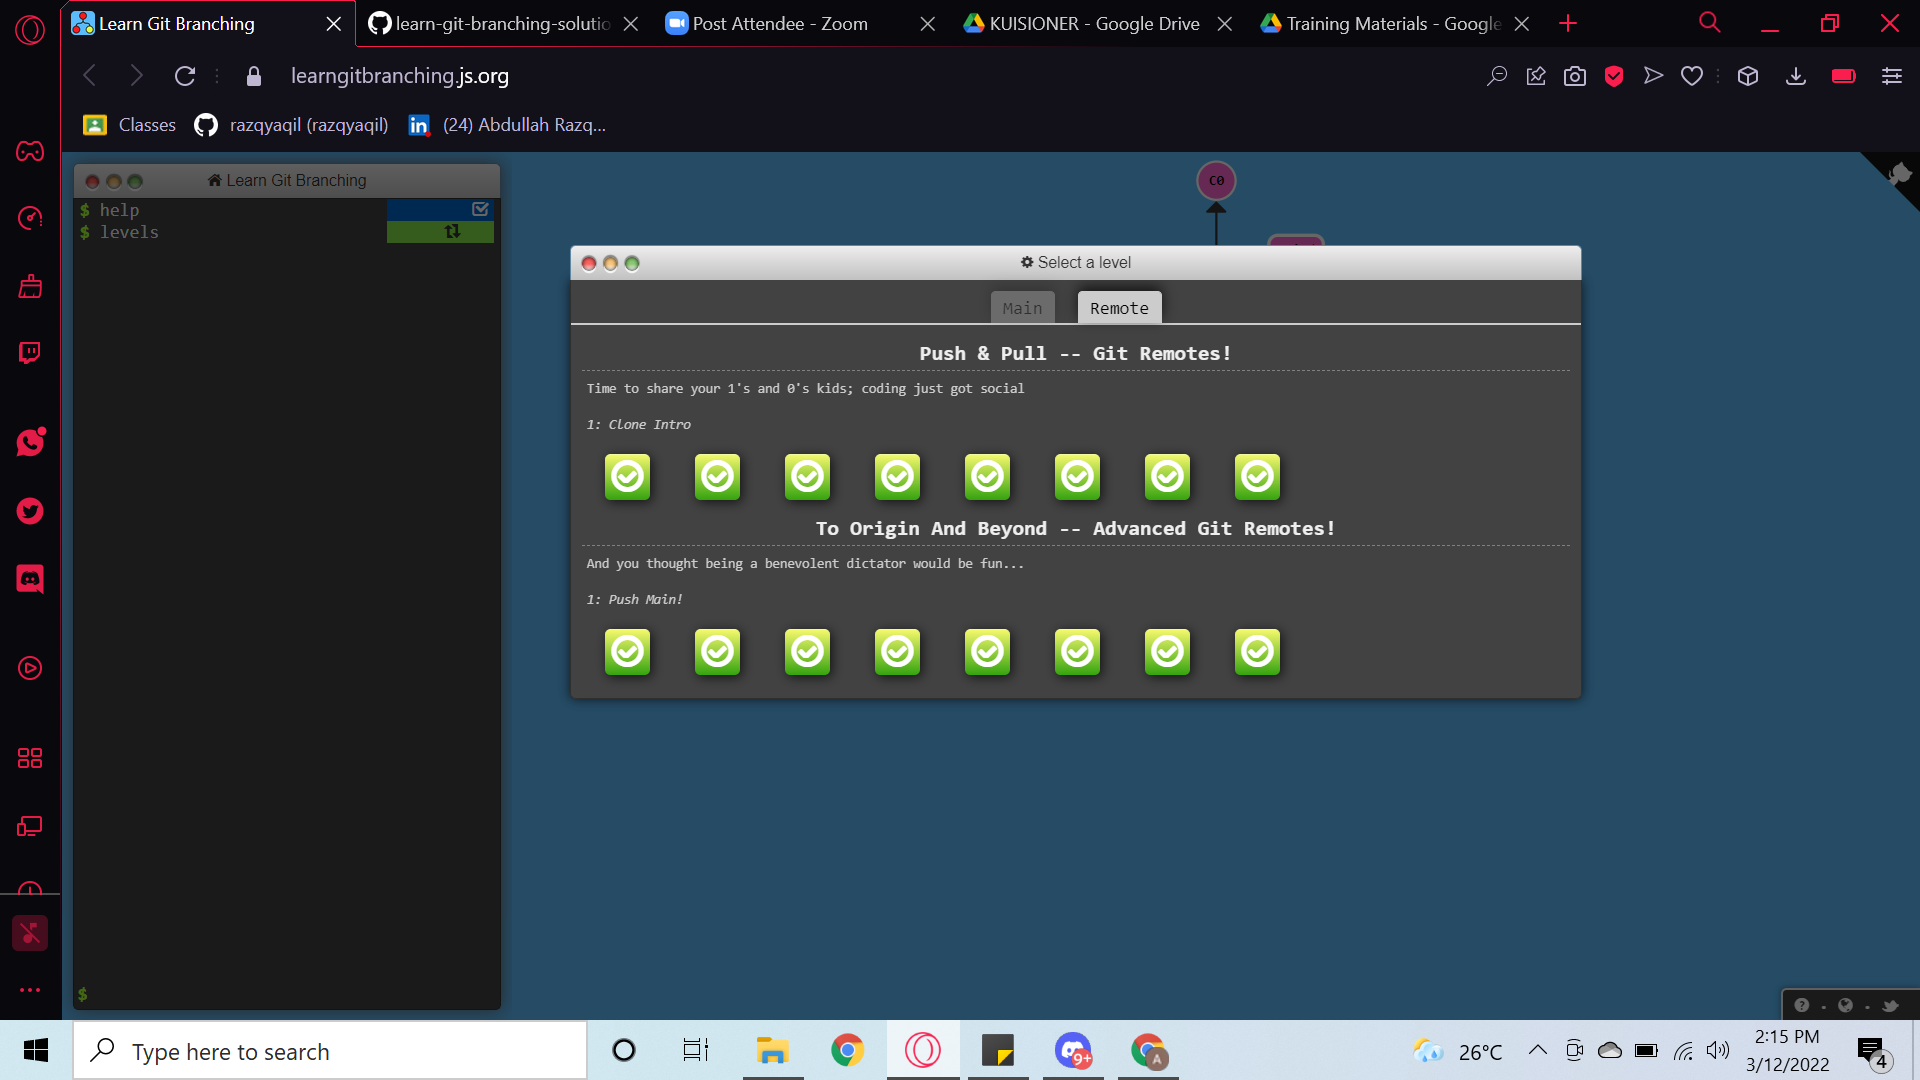 Learn Git Branching
learn-git-branching-solutio
Post Attendee - Zoom
KUISIONER - Google Drive
Training Materials - Google
learngitbranching.js.org
Classes
razqyaqil (razqyaqil)
(24) Abdullah Razq...
Learn Git Branching
$ help
$ levels
$
C0
Select a level
Main
Remote
Push & Pull -- Git Remotes!
Time to share your 1's and 0's kids; coding just got social
1: Clone Intro
To Origin And Beyond -- Advanced Git Remotes!
And you thought being a benevolent dictator would be fun...
1: Push Main!
Type here to search
9+
A
26°C
2:15 PM
3/12/2022
4